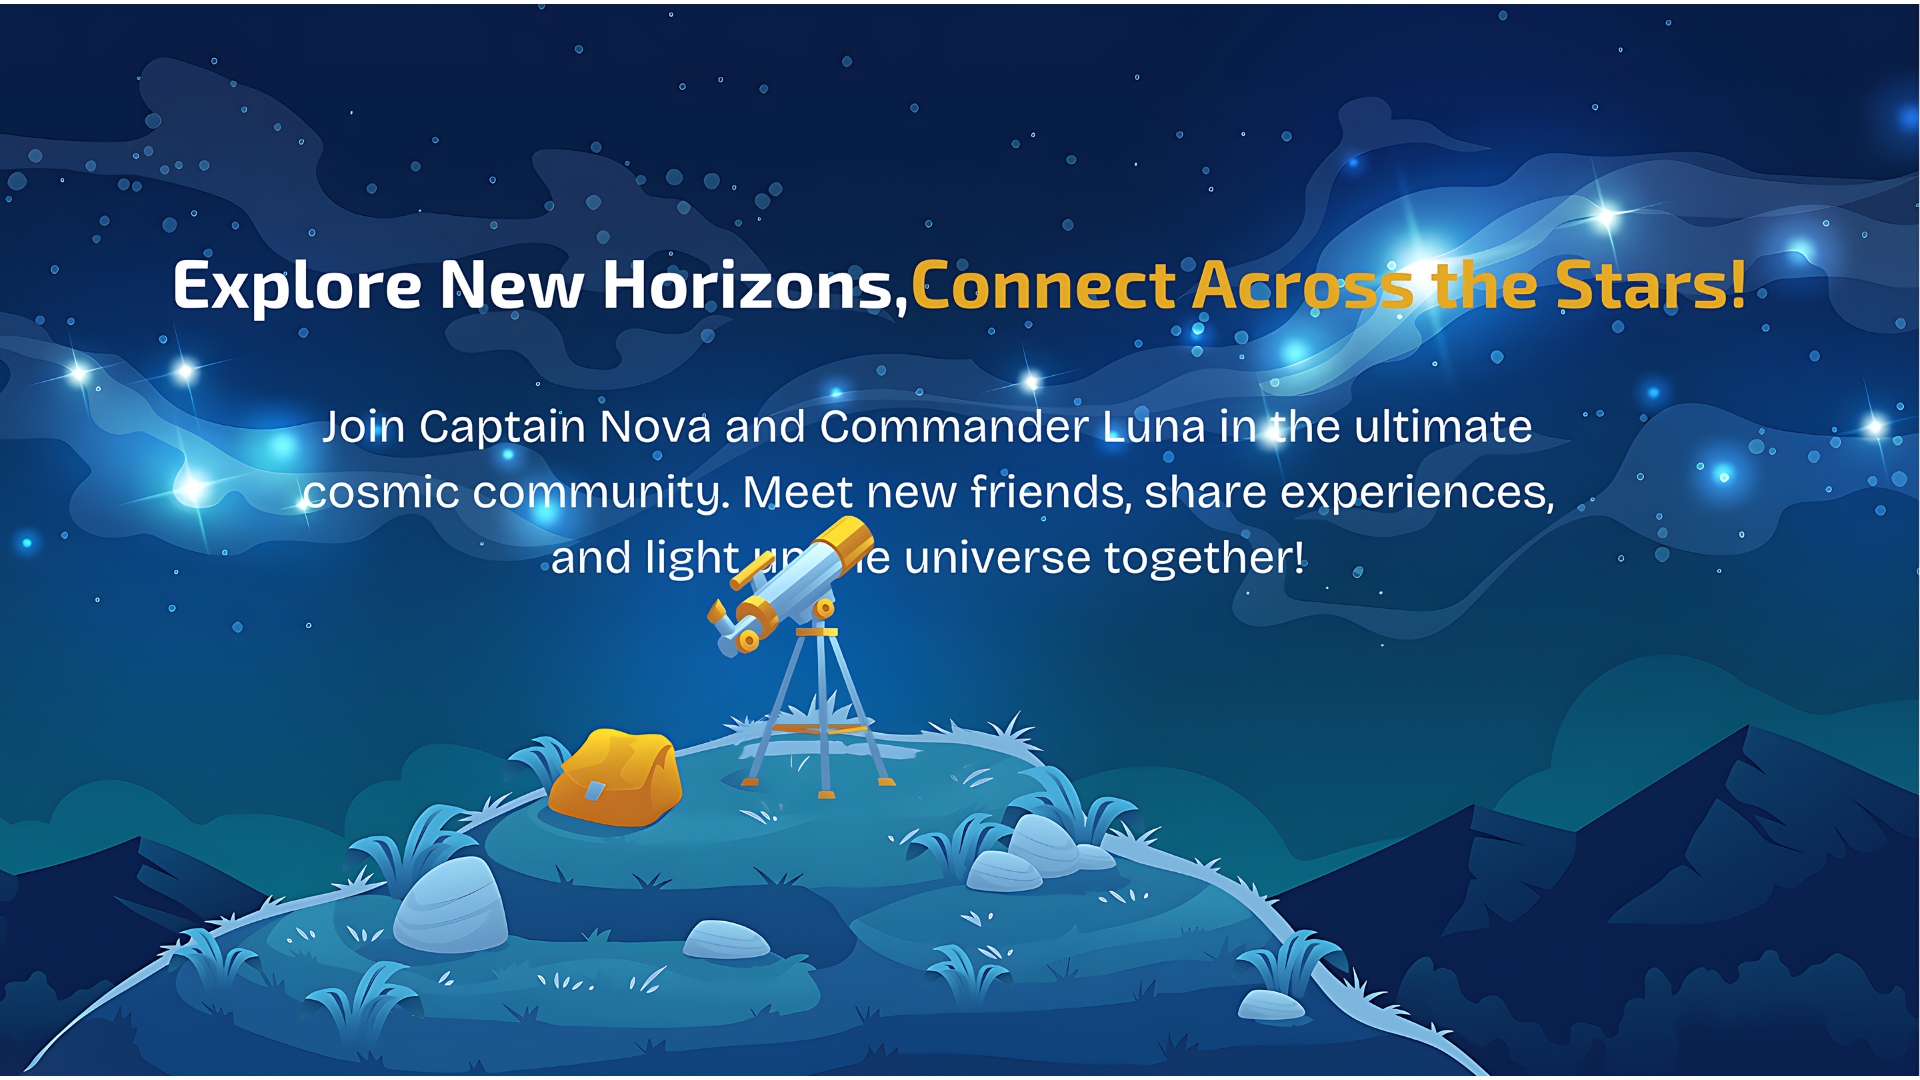 Explore New Horizons,Connect Across the Stars!
Join Captain Nova and Commander Luna in the ultimate
cosmic community. Meet new friends, share experiences,
and light up universe together!